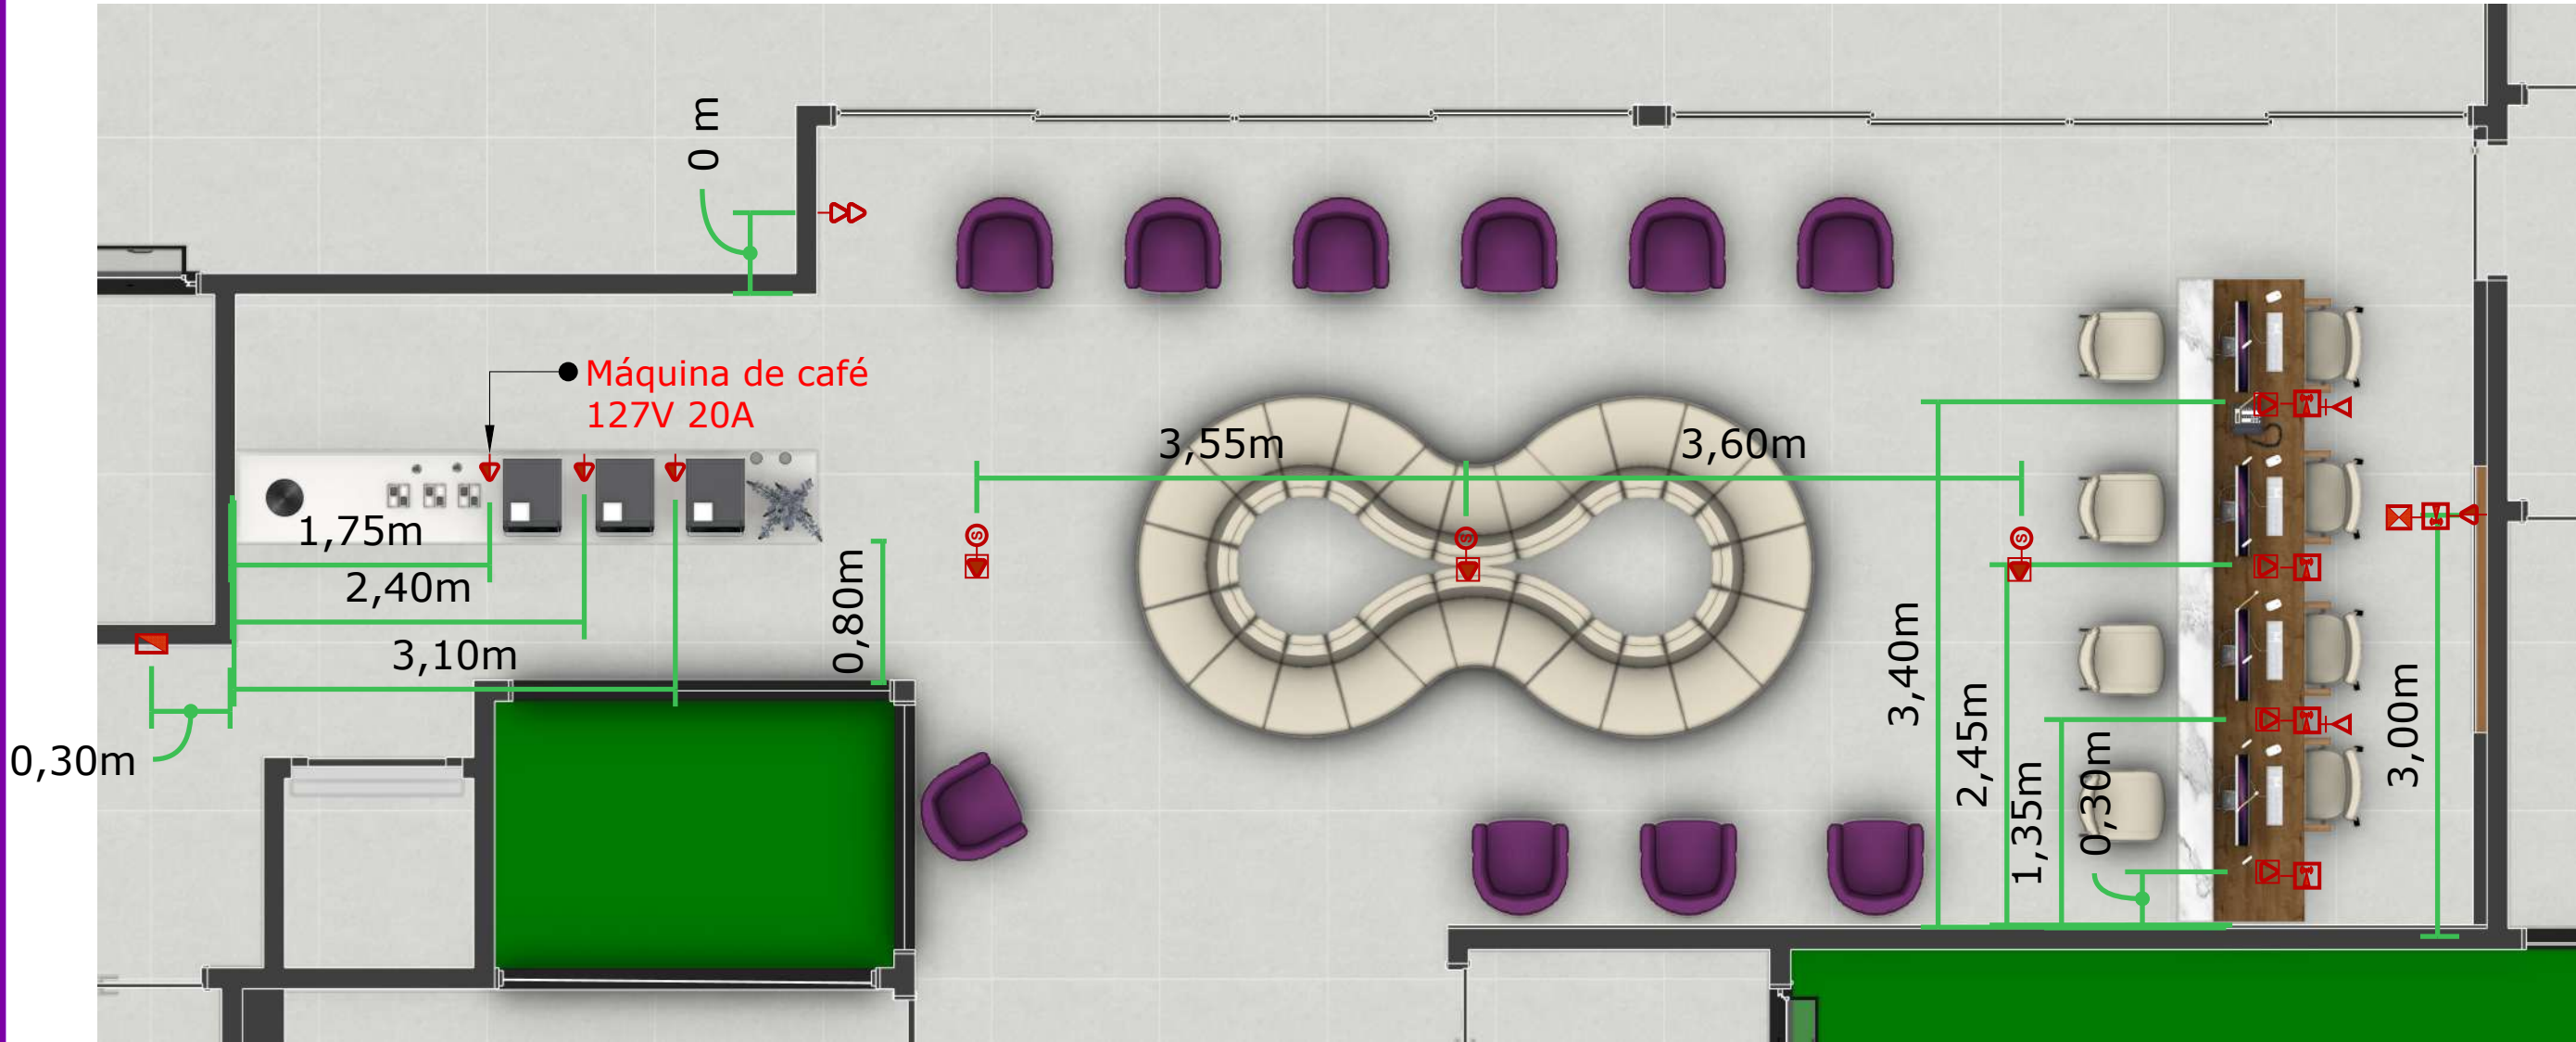 0 m
Máquina de café
127V 20A
3,55m
3,60m
1,75m
2,40m
3,10m
0,80m
0,30m
3,40m
2,45m
1,35m
0,30m
3,00m
S
S
S